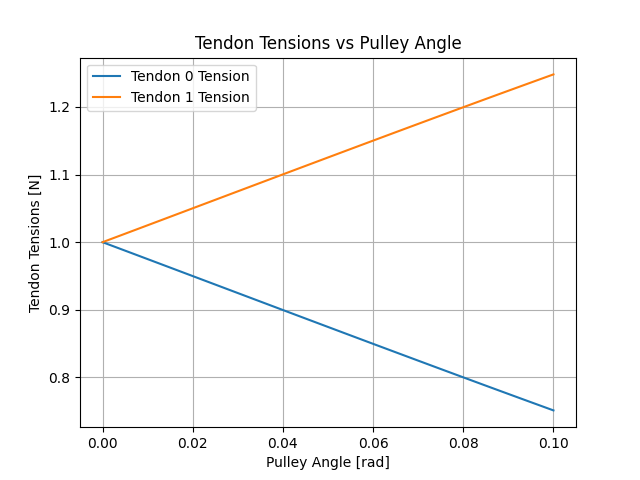 Tendon Tensions vs Pulley Angle
Tendon 0 Tension
Tendon 1 Tension
Tendon Tensions [N]
1.2
1.1
1.0
0.9
0.8
0.00 0.02 0.04 0.06 0.08 0.10
Pulley Angle [rad]